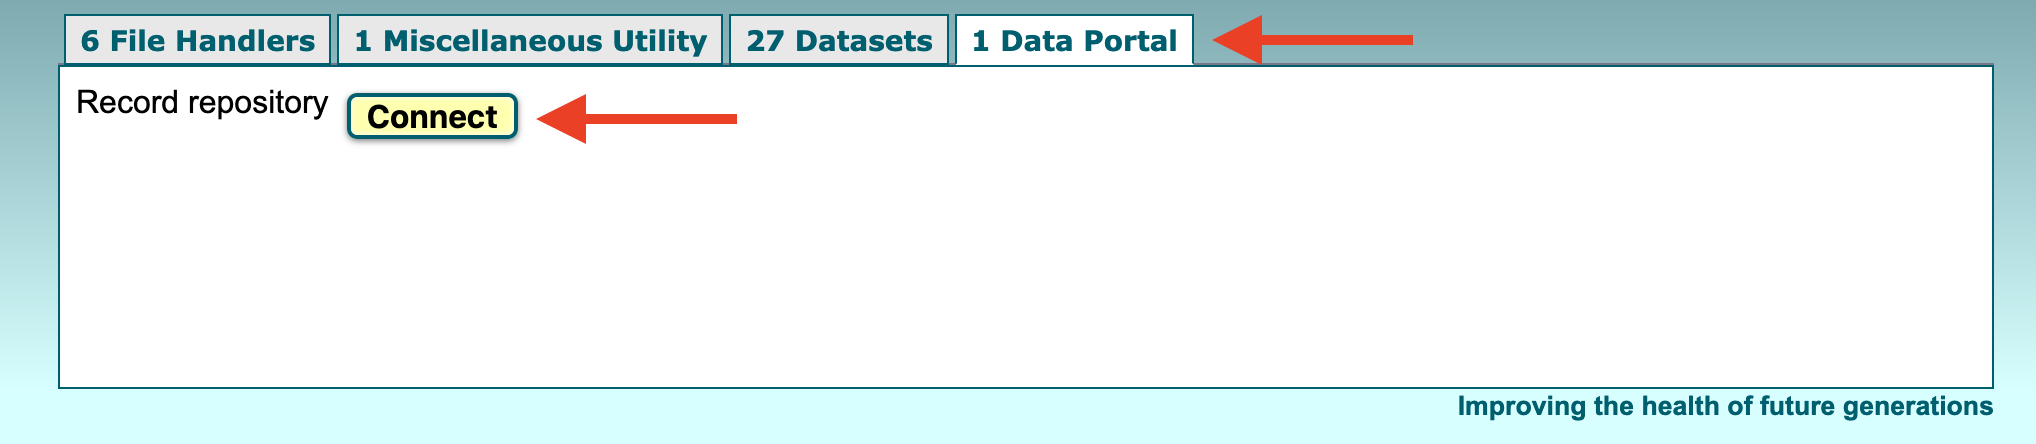 6 File Handlers 1 Miscellaneous Utility 27 Datasets 1 Data Portal
Record repository Connect
Improving the health of future generations